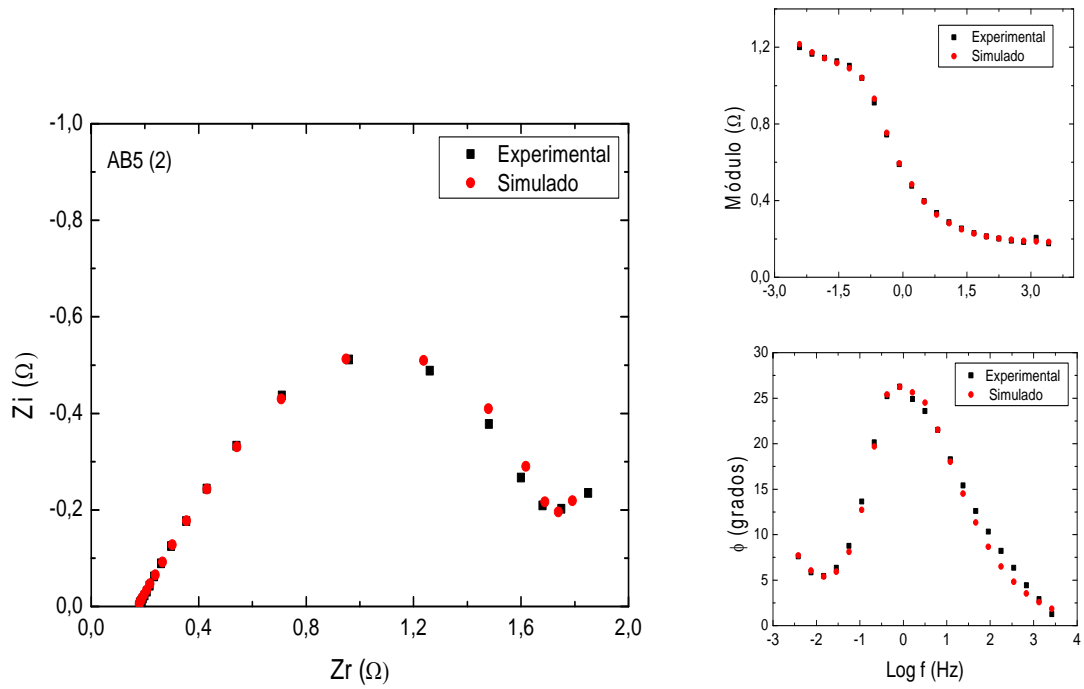 AB5 (2)
Experimental
Simulado
-1,0
-0,8
-0,6
-0,4
-0,2
0,0
0,0 0,4 0,8 1,2 1,6 2,0
Zi (Ω)
Zr (Ω)
Experimental
Simulado
1,2
0,8
0,4
0,0
-3,0 -1,5 0,0 1,5 3,0
Módulo (Ω)
Experimental
Simulado
30
25
20
15
10
5
0
-3 -2 -1 0 1 2 3 4
ϕ (grados)
Log f (Hz)